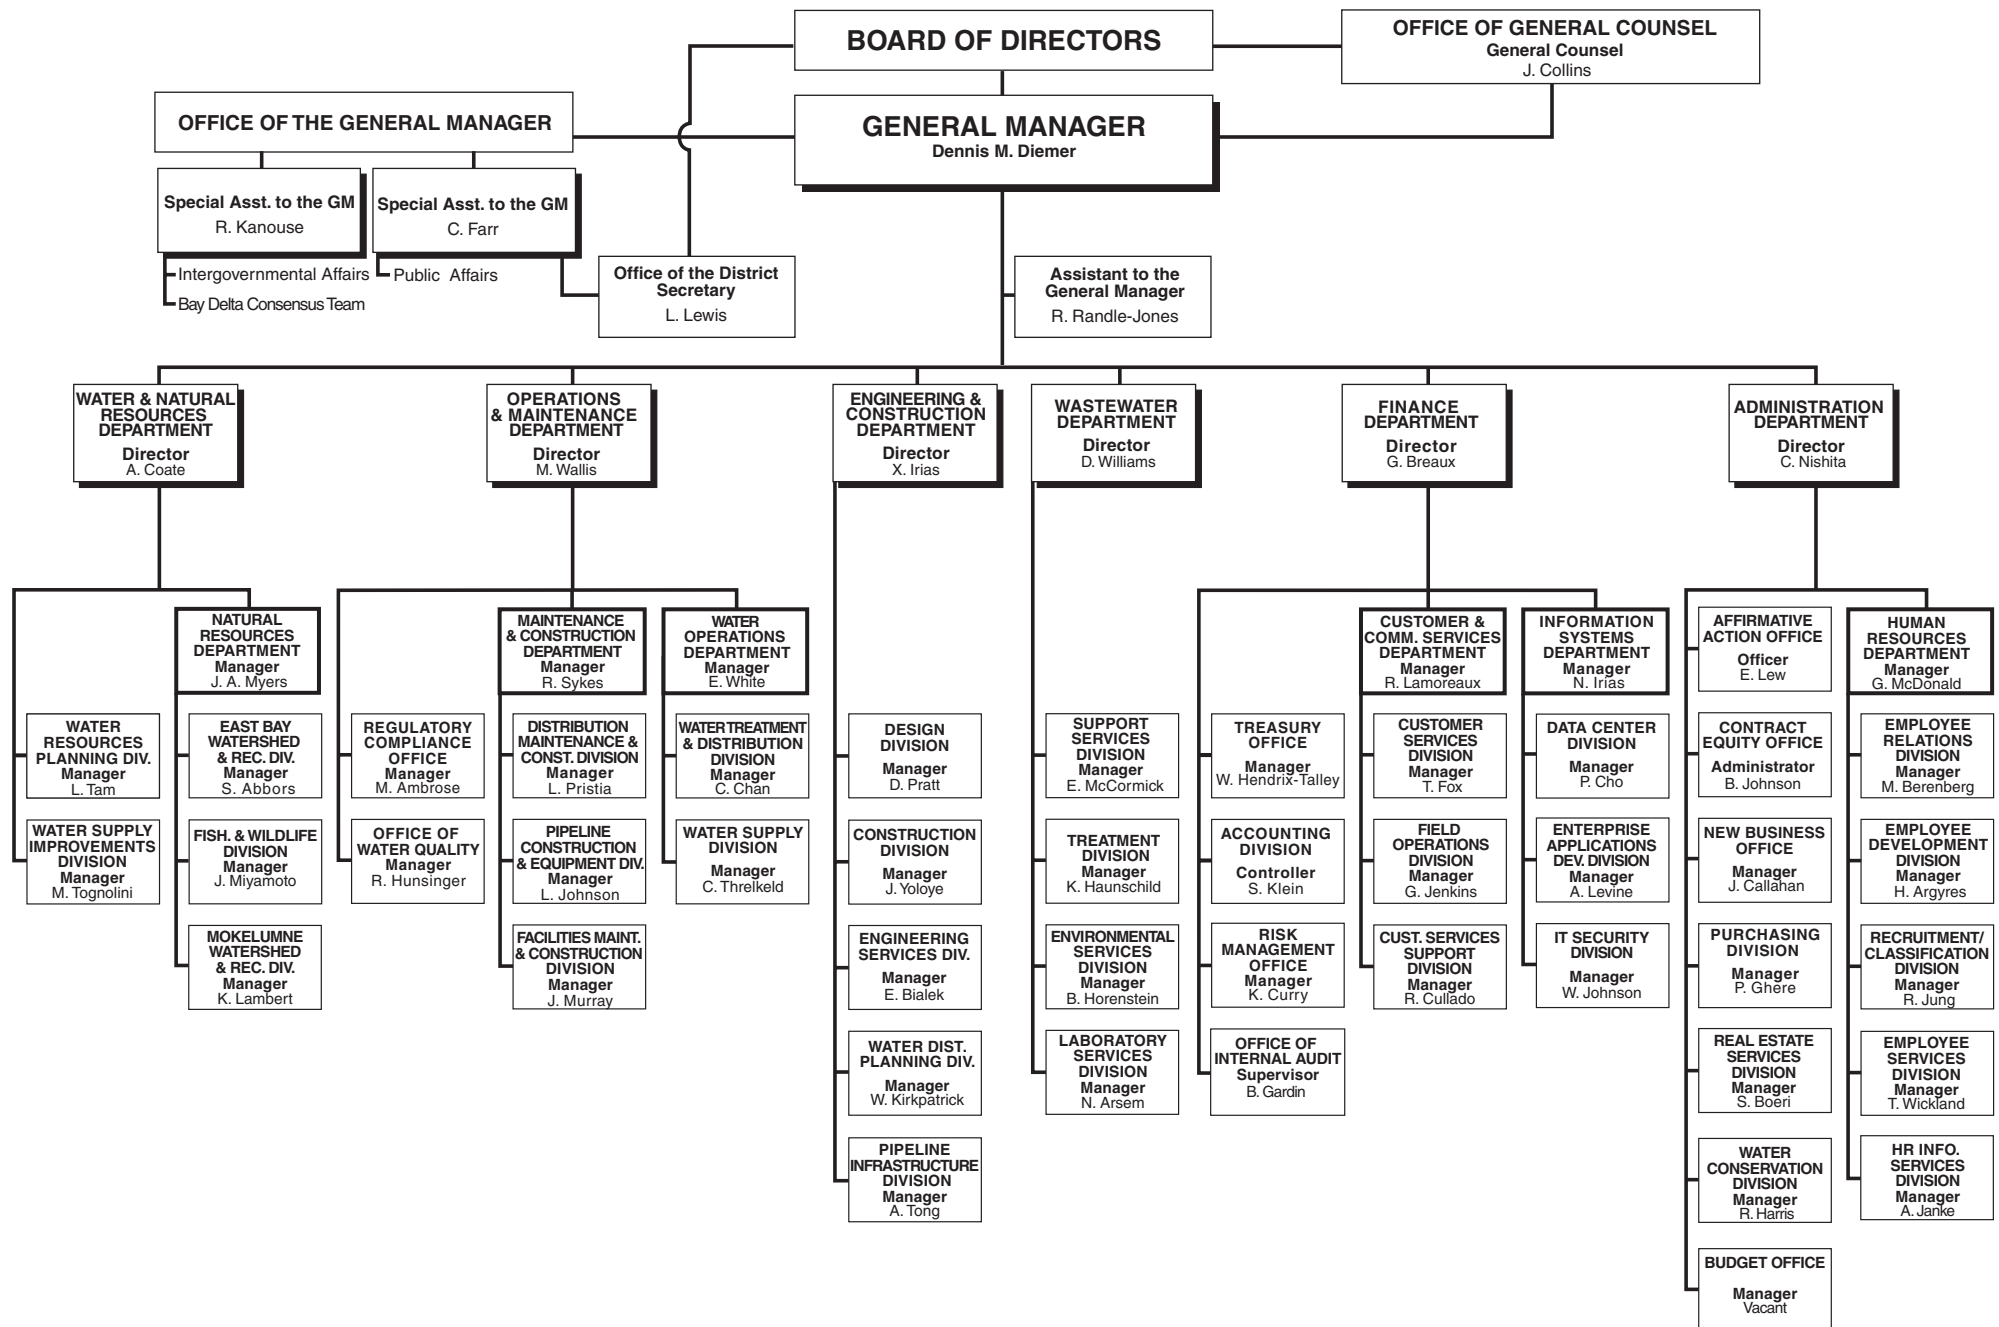 BOARD OF DIRECTORS
OFFICE OF GENERAL COUNSEL
General Counsel
J. Collins
OFFICE OF THE GENERAL MANAGER
GENERAL MANAGER
Dennis M. Diemer
Special Asst. to the GM
R. Kanouse
Intergovernmental Affairs
Bay Delta Consensus Team
Special Asst. to the GM
C. Farr
Public Affairs
Office of the District
Secretary
L. Lewis
Assistant to the
General Manager
R. Randle-Jones
WATER & NATURAL
RESOURCES
DEPARTMENT
Director
A. Coate
OPERATIONS
& MAINTENANCE
DEPARTMENT
Director
M. Wallis
ENGINEERING &
CONSTRUCTION
DEPARTMENT
Director
X. Irias
WASTEWATER
DEPARTMENT
Director
D. Williams
FINANCE
DEPARTMENT
Director
G. Breaux
ADMINISTRATION
DEPARTMENT
Director
C. Nishita
WATER
RESOURCES
PLANNING DIV.
Manager
L. Tam
WATER SUPPLY
IMPROVEMENTS
DIVISION
Manager
M. Tognolini
NATURAL
RESOURCES
DEPARTMENT
Manager
J. A. Myers
EAST BAY
WATERSHED
& REC. DIV.
Manager
S. Abbors
FISH. & WILDLIFE
DIVISION
Manager
J. Miyamoto
MOKELUMNE
WATERSHED
& REC. DIV.
Manager
K. Lambert
REGULATORY
COMPLIANCE
OFFICE
Manager
M. Ambrose
OFFICE OF
WATER QUALITY
Manager
R. Hunsinger
MAINTENANCE
& CONSTRUCTION
DEPARTMENT
Manager
R. Sykes
DISTRIBUTION
MAINTENANCE &
CONST. DIVISION
Manager
L. Pristia
PIPELINE
CONSTRUCTION
& EQUIPMENT DIV.
Manager
L. Johnson
FACILITIES MAINT.
& CONSTRUCTION
DIVISION
Manager
J. Murray
WATER
OPERATIONS
DEPARTMENT
Manager
E. White
WATER TREATMENT
& DISTRIBUTION
DIVISION
Manager
C. Chan
WATER SUPPLY
DIVISION
Manager
C. Threlkeld
DESIGN
DIVISION
Manager
D. Pratt
CONSTRUCTION
DIVISION
Manager
J. Yoloye
ENGINEERING
SERVICES DIV.
Manager
E. Bialek
WATER DIST.
PLANNING DIV.
Manager
W. Kirkpatrick
PIPELINE
INFRASTRUCTURE
DIVISION
Manager
A. Tong
SUPPORT
SERVICES
DIVISION
Manager
E. McCormick
TREATMENT
DIVISION
Manager
K. Haunschild
ENVIRONMENTAL
SERVICES
DIVISION
Manager
B. Horenstein
LABORATORY
SERVICES
DIVISION
Manager
N. Arsem
TREASURY
OFFICE
Manager
W. Hendrix-Talley
ACCOUNTING
DIVISION
Controller
S. Klein
RISK
MANAGEMENT
OFFICE
Manager
K. Curry
OFFICE OF
INTERNAL AUDIT
Supervisor
B. Gardin
CUSTOMER &
COMM. SERVICES
DEPARTMENT
Manager
R. Lamoreaux
CUSTOMER
SERVICES
DIVISION
Manager
T. Fox
FIELD
OPERATIONS
DIVISION
Manager
G. Jenkins
CUST. SERVICES
SUPPORT
DIVISION
Manager
R. Cullado
INFORMATION
SYSTEMS
DEPARTMENT
Manager
N. Irias
DATA CENTER
DIVISION
Manager
P. Cho
ENTERPRISE
APPLICATIONS
DEV. DIVISION
Manager
A. Levine
IT SECURITY
DIVISION
Manager
W. Johnson
AFFIRMATIVE
ACTION OFFICE
Officer
E. Lew
CONTRACT
EQUITY OFFICE
Administrator
B. Johnson
NEW BUSINESS
OFFICE
Manager
J. Callahan
PURCHASING
DIVISION
Manager
P. Ghere
REAL ESTATE
SERVICES
DIVISION
Manager
S. Boeri
WATER
CONSERVATION
DIVISION
Manager
R. Harris
BUDGET OFFICE
Manager
Vacant
HUMAN
RESOURCES
DEPARTMENT
Manager
G. McDonald
EMPLOYEE
RELATIONS
DIVISION
Manager
M. Berenberg
EMPLOYEE
DEVELOPMENT
DIVISION
Manager
H. Argyres
RECRUITMENT/
CLASSIFICATION
DIVISION
Manager
R. Jung
EMPLOYEE
SERVICES
DIVISION
Manager
T. Wickland
HR INFO.
SERVICES
DIVISION
Manager
A. Janke